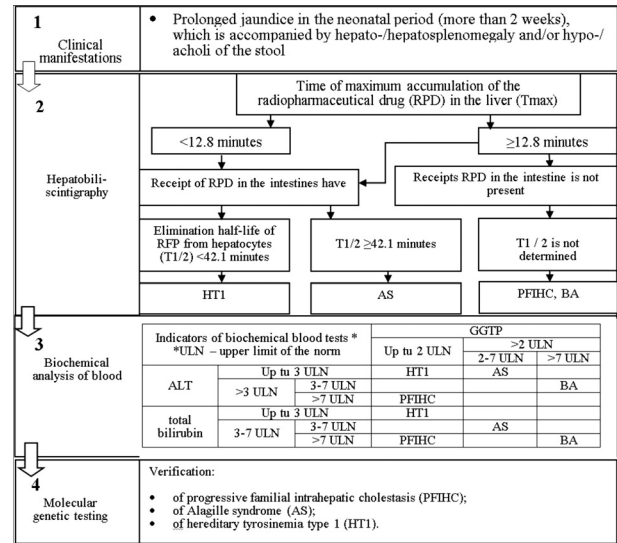 1
Clinical
manifestations
• Prolonged jaundice in the neonatal period (more than 2 weeks),
which is accompanied by hepato-/hepatosplenomegaly and/or hypo-/
acholi of the stool
2
Hepatobili-
scintigraphy
Time of maximum accumulation of the
radiopharmaceutical drug (RPD) in the liver (Tmax)
<12.8 minutes
≥12.8 minutes
Receipt of RPD in the intestines have
Receipts RPD in the intestine is not
present
Elimination half-life of
RFP from hepatocytes
(T1/2) <42.1 minutes
T1/2 ≥42.1 minutes
T1 / 2 is not
determined
HT1
AS
PFIHC, BA
3
Biochemical
analysis of blood
Indicators of biochemical blood tests *
*ULN – upper limit of the norm
GGTP
Up tu 2 ULN
>2 ULN
2-7 ULN >7 ULN
ALT
Up tu 3 ULN HT1 AS
>3 ULN
3-7 ULN BA
>7 ULN PFIHC
total
bilirubin
Up tu 3 ULN HT1
3-7 ULN
3-7 ULN AS
>7 ULN PFIHC BA
4
Molecular
genetic testing
Verification:
• of progressive familial intrahepatic cholestasis (PFIHC);
• of Alagille syndrome (AS);
• of hereditary tyrosinemia type 1 (HT1).